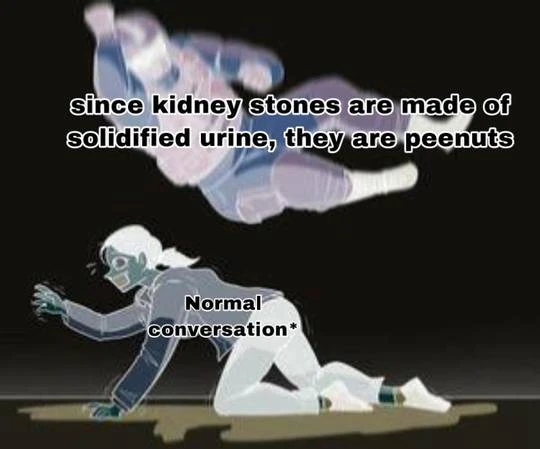 since kidney stones are made of
solidified urine, they are peenuts
Normal
conversation*